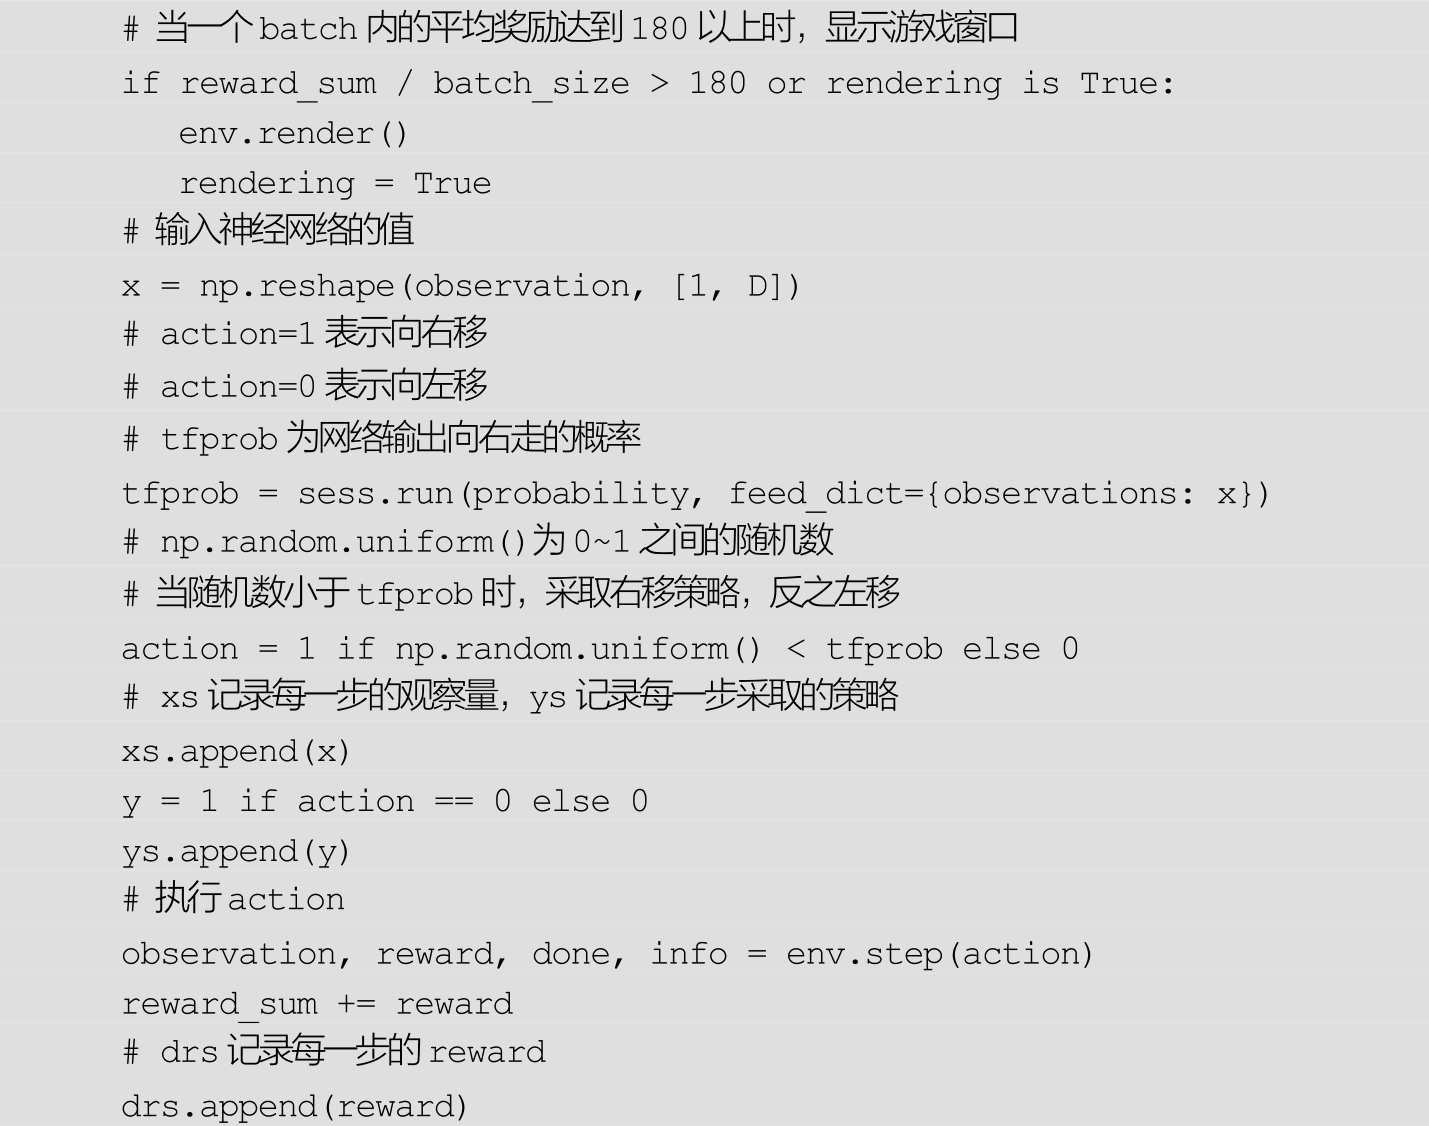 # 当一个 batch 内的平均奖励达到 180 以上时，显示游戏窗口
if reward_sum / batch_size > 180 or rendering is True:
   env.render()
   rendering = True
# 输入神经网络的值
x = np.reshape(observation, [1, D])
# action=1 表示向右移
# action=0 表示向左移
# tfprob 为网络输出向右走的概率
tfprob = sess.run(probability, feed_dict={observations: x})
# np.random.uniform()为 0~1 之间的随机数
# 当随机数小于 tfprob 时，采取右移策略，反之左移
action = 1 if np.random.uniform() < tfprob else 0
# xs 记录每一步的观察量，ys 记录每一步采取的策略
xs.append(x)
y = 1 if action == 0 else 0
ys.append(y)
# 执行 action
observation, reward, done, info = env.step(action)
reward_sum += reward
# drs 记录每一步的 reward
drs.append(reward)